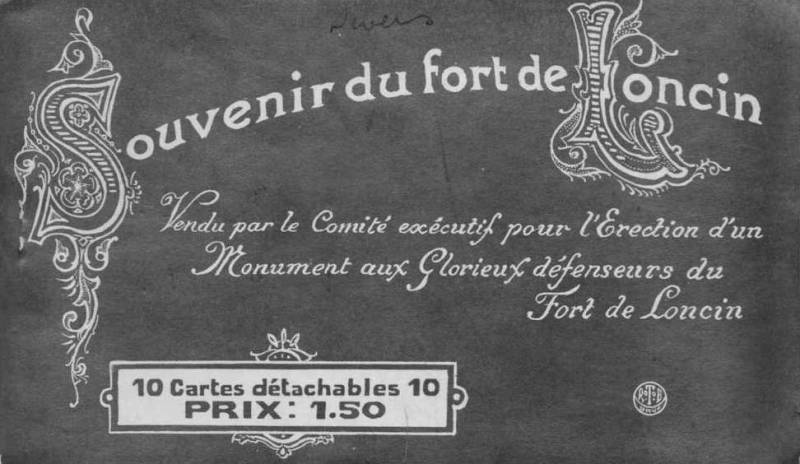 Divers
Souvenir du fort de Loncin
Vendu par le Comité exécutif pour l'Erection d'un
Monument aux Glorieux défenseurs du
Fort de Loncin
10 Cartes détachables 10
PRIX: 1.50